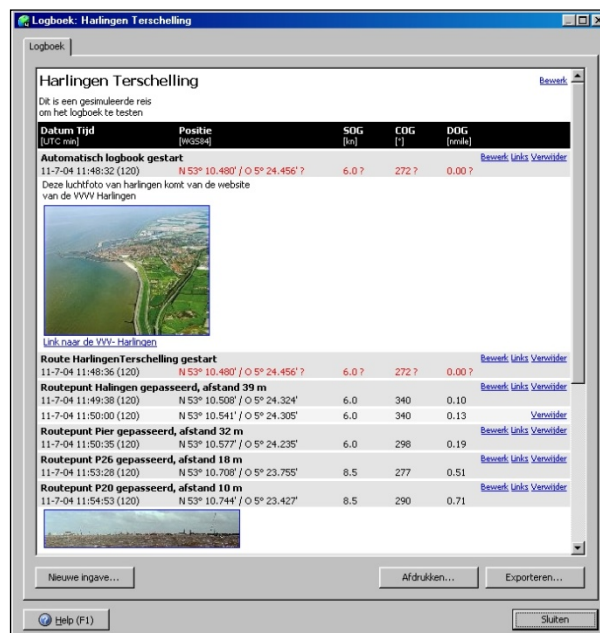 Logboek: Harlingen Terschelling
Logboek
Harlingen Terschelling
Bewerk
Dit is een gesimuleerde reis
om het logboek te testen
Datum Tijd Positie SOG COG DOG
[UTC min] [WGS84] [kn] [°] [nmile]
Automatisch logbook gestart Bewerk Links Verwijder
11-7-04 11:48:32 (120) N 53° 10.480' / O 5° 24.456' ? 6.0 ? 272 ? 0.00 ?
Deze luchtfoto van harlingen komt van de website
van de VVVV Harlingen
Link naar de VVV- Harlingen
Route HarlingenTerschelling gestart Bewerk Links Verwijder
11-7-04 11:48:36 (120) N 53° 10.480' / O 5° 24.456' ? 6.0 ? 272 ? 0.00 ?
Routepunt Halingen gepasseerd, afstand 39 m Bewerk Links Verwijder
11-7-04 11:49:38 (120) N 53° 10.508' / O 5° 24.324' 6.0 340 0.10
11-7-04 11:50:00 (120) N 53° 10.541' / O 5° 24.305' 6.0 340 0.13 Verwijder
Routepunt Pier gepasseerd, afstand 32 m Bewerk Links Verwijder
11-7-04 11:50:35 (120) N 53° 10.577' / O 5° 24.235' 6.0 298 0.19
Routepunt P26 gepasseerd, afstand 18 m Bewerk Links Verwijder
11-7-04 11:53:28 (120) N 53° 10.708' / O 5° 23.755' 8.5 277 0.51
Routepunt P20 gepasseerd, afstand 10 m Bewerk Links Verwijder
11-7-04 11:54:53 (120) N 53° 10.744' / O 5° 23.427' 8.5 290 0.71
Nieuwe ingave... Afdrukken... Exporteren...
Help (F1) Sluiten